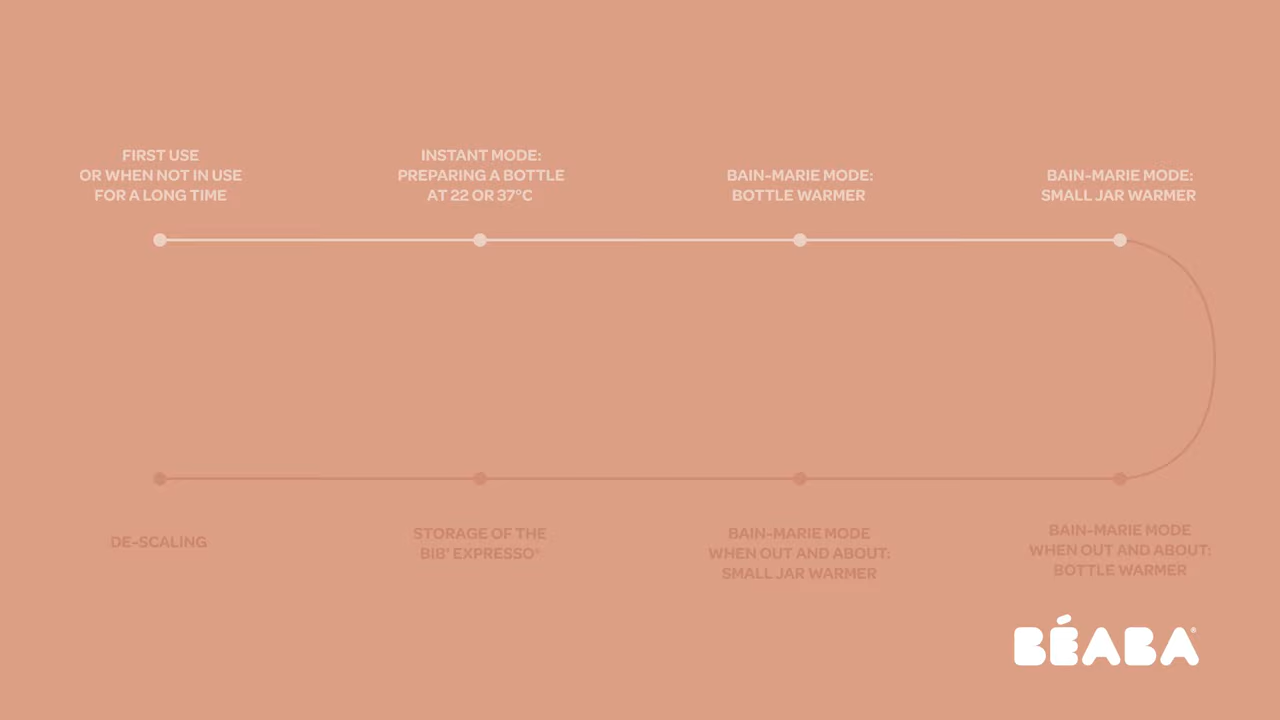 FIRST USE
OR WHEN NOT IN USE
FOR A LONG TIME
INSTANT MODE:
PREPARING A BOTTLE
AT 22 OR 37°C
BAIN-MARIE MODE:
BOTTLE WARMER
BAIN-MARIE MODE:
SMALL JAR WARMER
DE-SCALING
STORAGE OF THE
BIB' EXPRESSO®
BAIN-MARIE MODE
WHEN OUT AND ABOUT:
SMALL JAR WARMER
BAIN-MARIE MODE
WHEN OUT AND ABOUT:
BOTTLE WARMER
BÉABA®